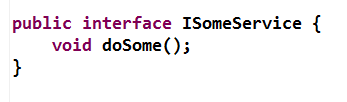 public interface ISomeService {
    void doSome();
}